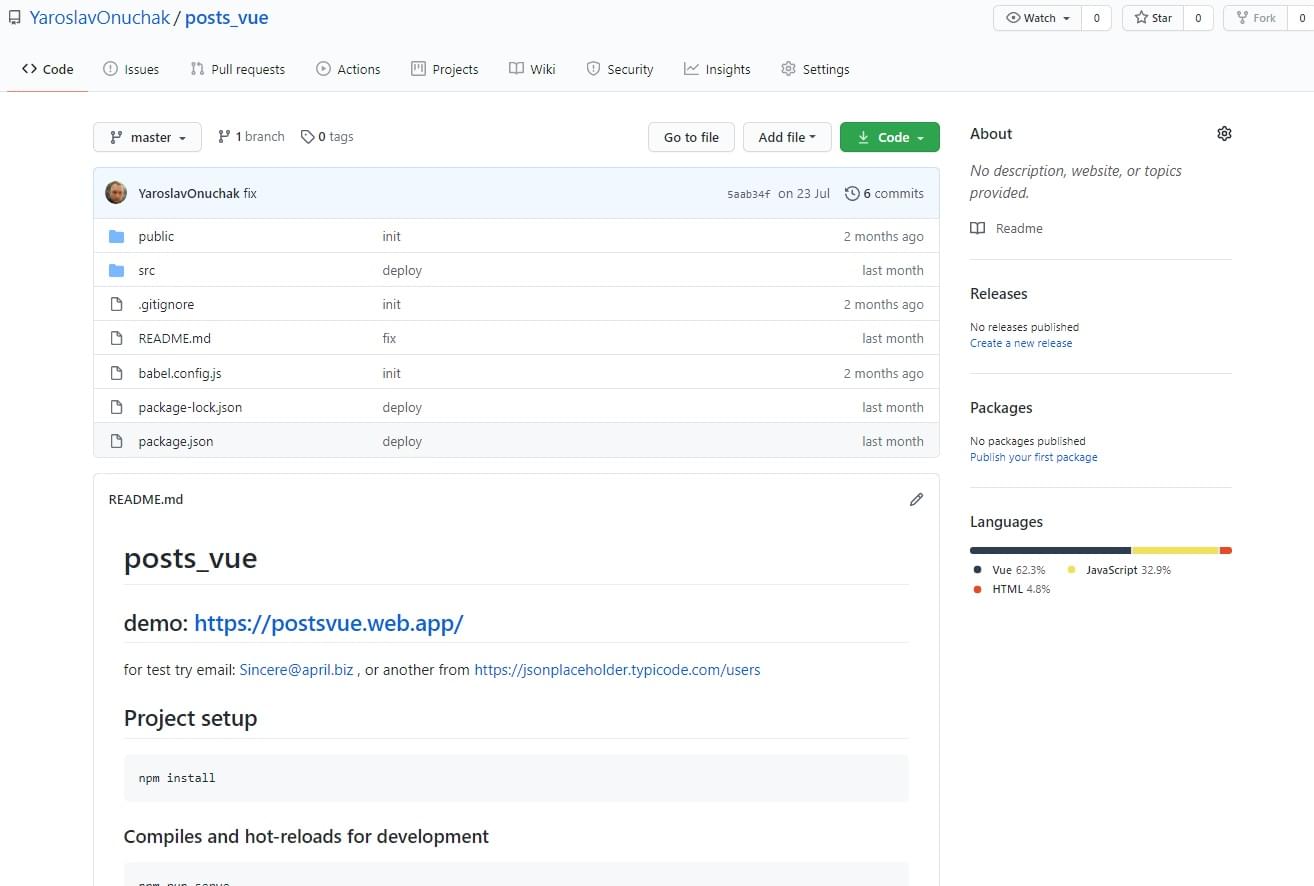 YaroslavOnuchak / posts_vue
Watch 0 Star 0 Fork 0
Code Issues Pull requests Actions Projects Wiki Security Insights Settings
master 1 branch 0 tags Go to file Add file Code
YaroslavOnuchak fix 5aab34f on 23 Jul 6 commits
public init 2 months ago
src deploy last month
.gitignore init 2 months ago
README.md fix last month
babel.config.js init 2 months ago
package-lock.json deploy last month
package.json deploy last month
README.md
posts_vue
demo: https://postsvue.web.app/
for test try email: Sincere@april.biz , or another from https://jsonplaceholder.typicode.com/users
Project setup
npm install
Compiles and hot-reloads for development
npm run serve
About
No description, website, or topics
provided.
Readme
Releases
No releases published
Create a new release
Packages
No packages published
Publish your first package
Languages
Vue 62.3% JavaScript 32.9%
HTML 4.8%